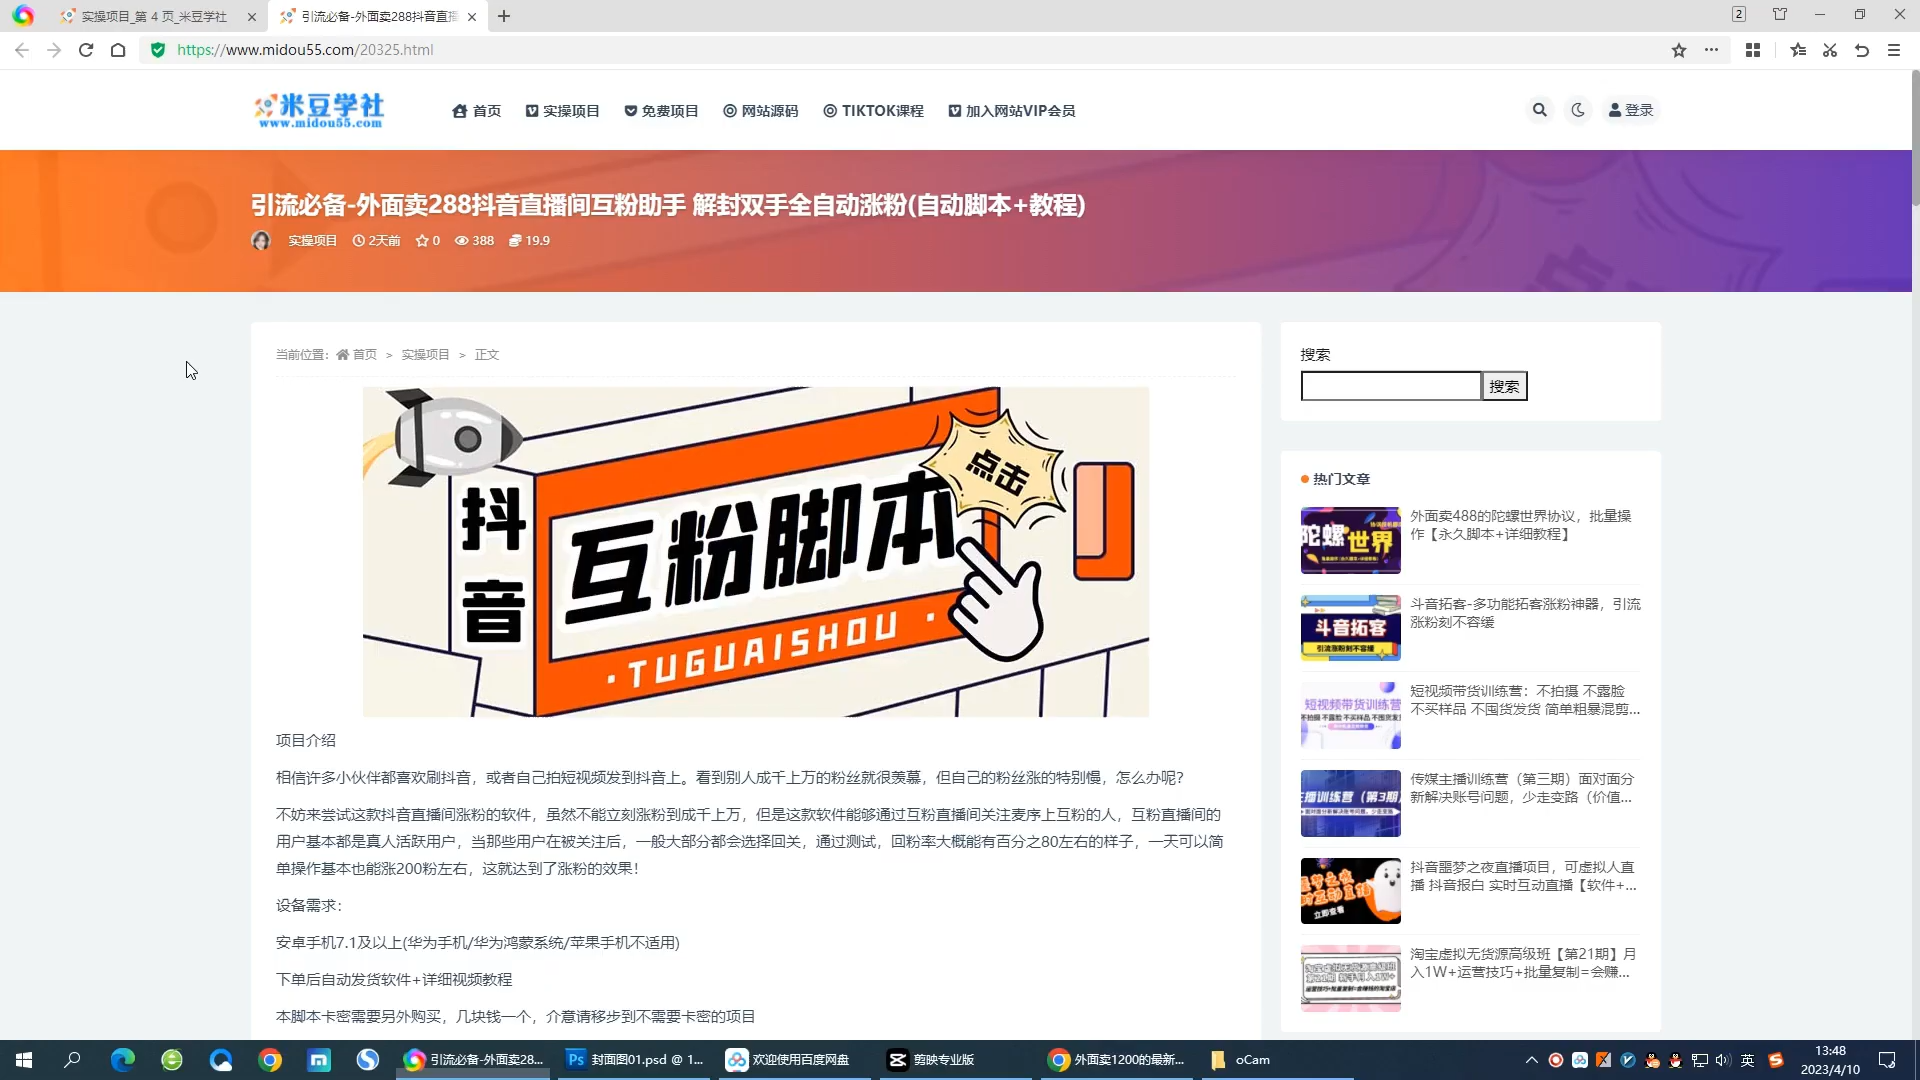 实操项目_第 4 页_米豆学社
引流必备-外面卖288抖音直播
2
https://www.midou55.com/20325.html
米豆学社
www.midou55.com
首页
实操项目
免费项目
网站源码
TIKTOK课程
加入网站VIP会员
登录
引流必备-外面卖288抖音直播间互粉助手 解封双手全自动涨粉(自动脚本+教程)
实操项目 2天前 0 388 19.9
当前位置: 首页 > 实操项目 > 正文
抖音
互粉脚本
点击
·TUGUAISHOU·
项目介绍
相信许多小伙伴都喜欢刷抖音，或者自己拍短视频发到抖音上。看到别人成千上万的粉丝就很羡慕，但自己的粉丝涨的特别慢，怎么办呢？
不妨来尝试这款抖音直播间涨粉的软件，虽然不能立刻涨粉到成千上万，但是这款软件能够通过互粉直播间关注麦序上互粉的人，互粉直播间的
用户基本都是真人活跃用户，当那些用户在被关注后，一般大部分都会选择回关，通过测试，回粉率大概能有百分之80左右的样子，一天可以简
单操作基本也能涨200粉左右，这就达到了涨粉的效果！
设备需求：
安卓手机7.1及以上(华为手机/华为鸿蒙系统/苹果手机不适用)
下单后自动发货软件+详细视频教程
本脚本卡密需要另外购买，几块钱一个，介意请移步到不需要卡密的项目
搜索
搜索
热门文章
陀螺世界
外面卖488的陀螺世界协议，批量操
作【永久脚本+详细教程】
斗音拓客
引流涨粉刻不容缓
斗音拓客-多功能拓客涨粉神器，引流
涨粉刻不容缓
短视频带货训练营
短视频带货训练营：不拍摄 不露脸
不买样品 不囤货发货 简单粗暴混剪...
主播训练营（第3期）
传媒主播训练营（第三期）面对面分
新解决账号问题，少走变路（价值...
立即查看
抖音噩梦之夜直播项目，可虚拟人直
播 抖音报白 实时互动直播【软件+...
淘宝虚拟无货源高级班【第21期】月
入1W+运营技巧+批量复制=会赚...
引流必备-外面卖28...
Ps 封面图01.psd @ 1...
欢迎使用百度网盘
剪映专业版
外面卖1200的最新...
oCam
英
13:48
2023/4/10